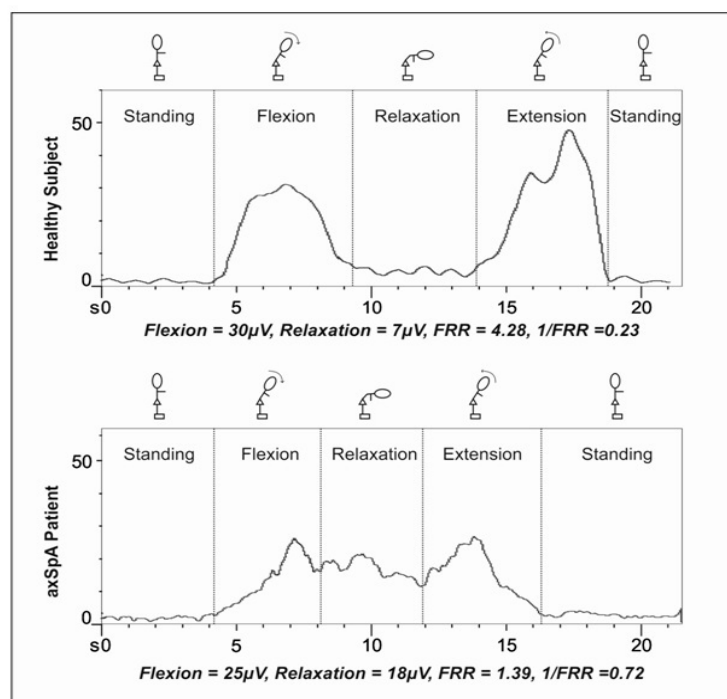 Healthy Subject
50
0
Standing Flexion Relaxation Extension Standing
s0 5 10 15 20
Flexion = 30µV, Relaxation = 7µV, FRR = 4.28, 1/FRR =0.23
axSpA Patient
50
0
Standing Flexion Relaxation Extension Standing
s0 5 10 15 20
Flexion = 25µV, Relaxation = 18µV, FRR = 1.39, 1/FRR =0.72